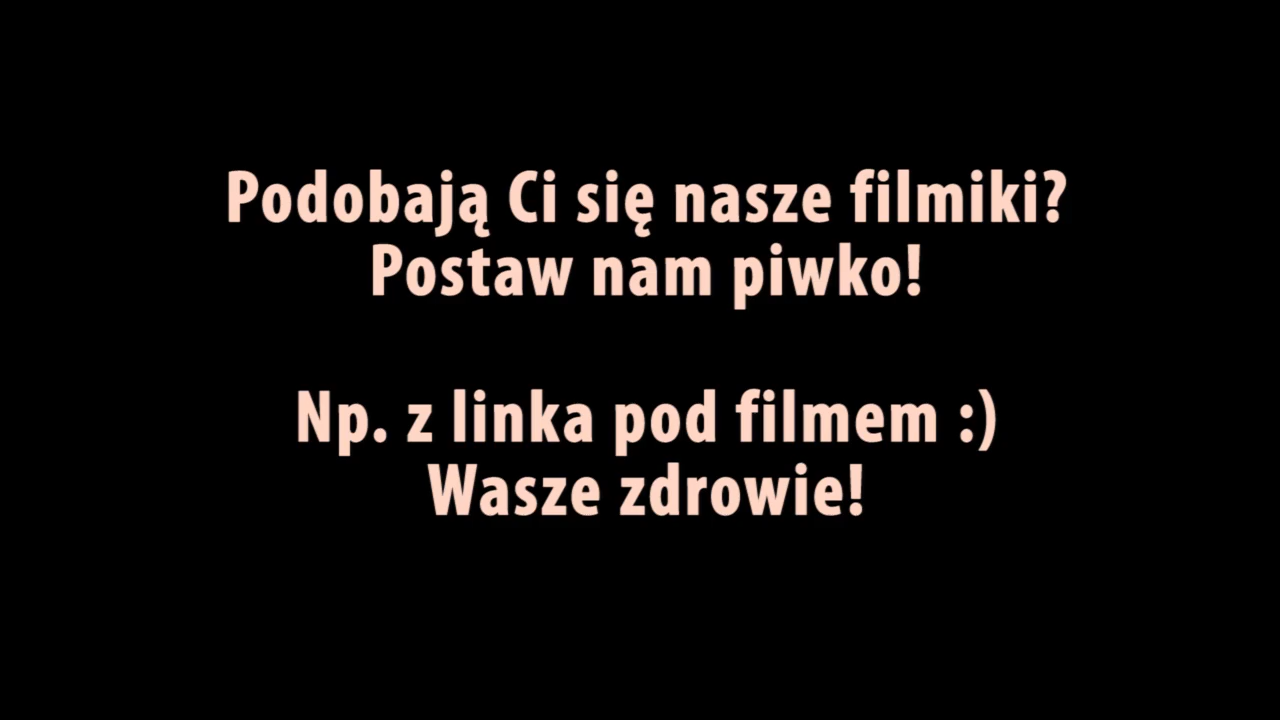 Podobają Ci się nasze filmiki?
Postaw nam piwko!
Np. z linka pod filmem :)
Wasze zdrowie!